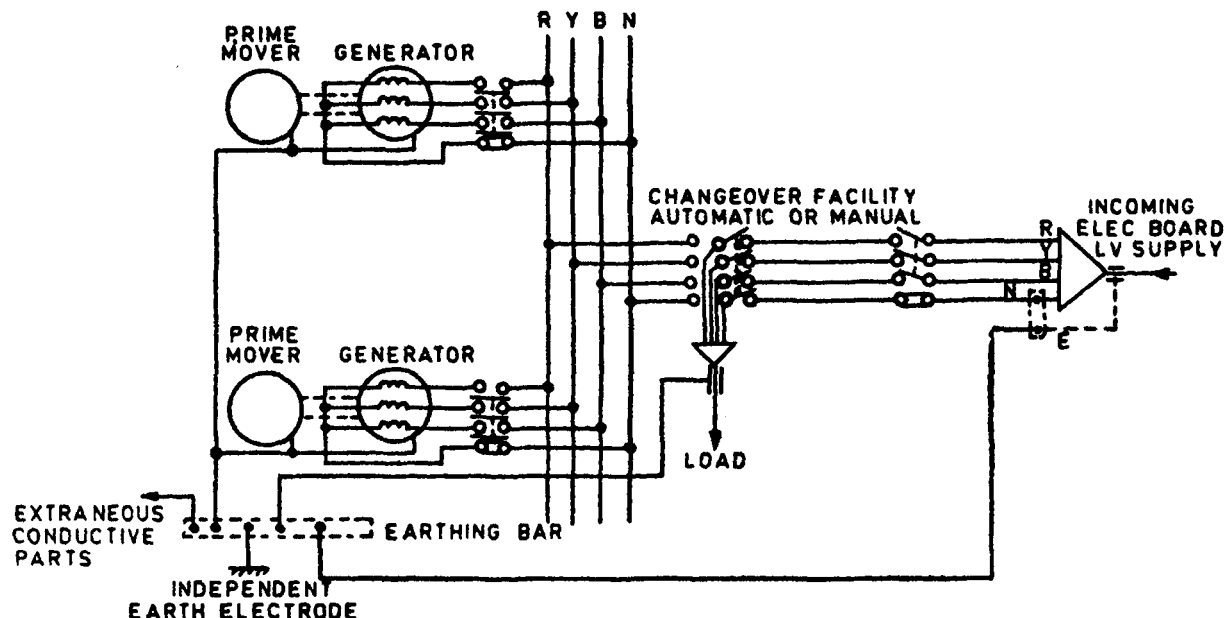 R Y B N
PRIME
MOVER
GENERATOR
CHANGEOVER FACILITY
AUTOMATIC OR MANUAL
INCOMING
ELEC BOARD
LV SUPPLY
R
Y
B
N
E
PRIME
MOVER
GENERATOR
LOAD
EXTRANEOUS
CONDUCTIVE
PARTS
EARTHING BAR
INDEPENDENT
EARTH ELECTRODE